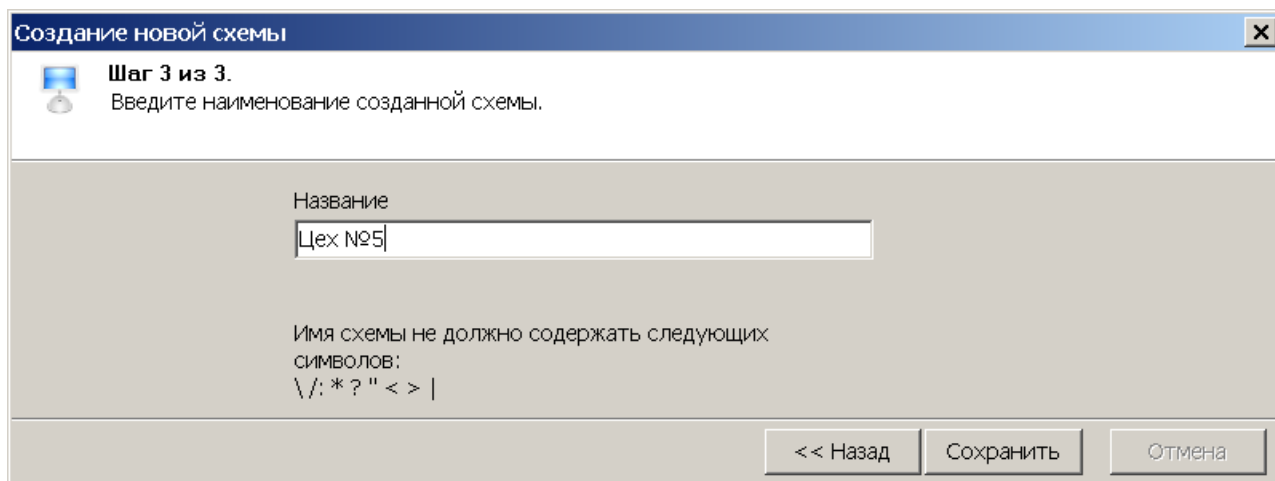 Создание новой схемы
Шаг 3 из 3.
Введите наименование созданной схемы.
Название
Цех №5
Имя схемы не должно содержать следующих
символов:
\ /: * ? " < > |
<< Назад
Сохранить
Отмена